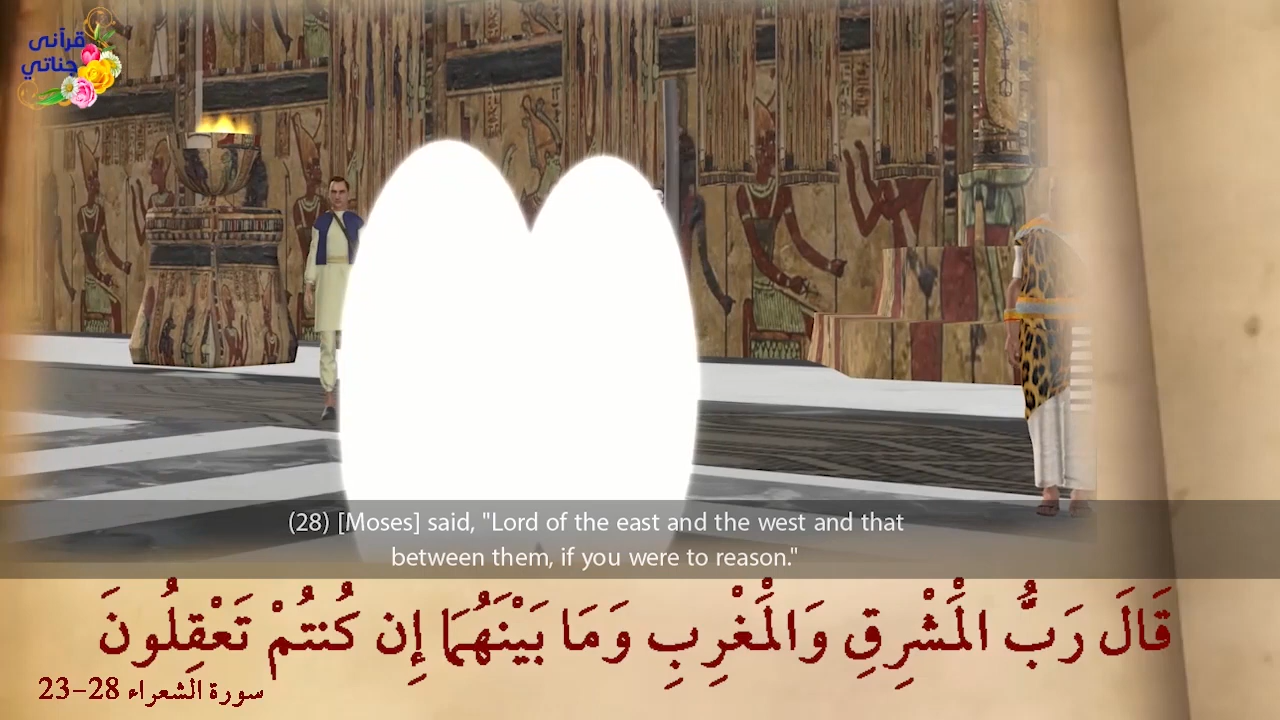 قرآنى
جناتي
(28) [Moses] said, "Lord of the east and the west and that
between them, if you were to reason."
قَالَ رَبُّ الْمَشْرِقِ وَالْمَغْرِبِ وَمَا بَيْنَهُمَا إِن كُنتُمْ تَعْقِلُونَ
سورة الشعراء 28-23